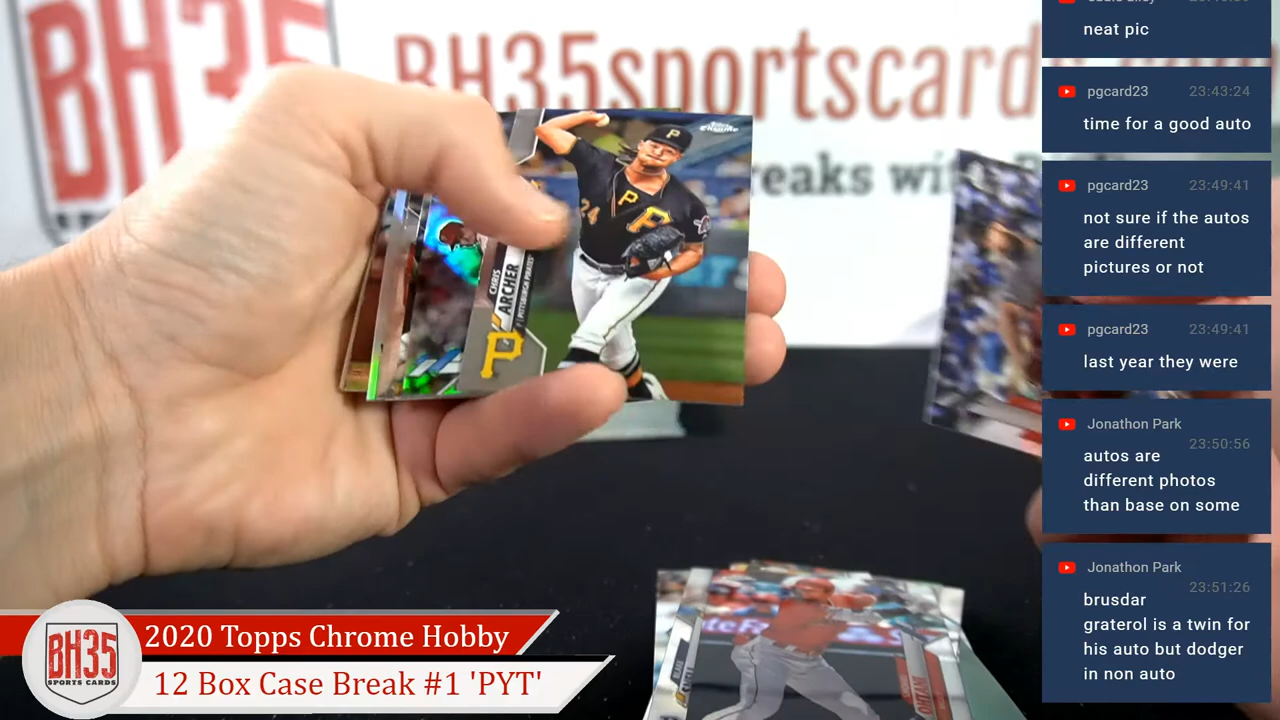 BH35
BH35sportscard
reaks wi
Topps Chrome
P
24
P
P
CHRIS
ARCHER
PITTSBURGH PIRATES
P
OHTANI
BH35
SPORTS CARDS
2020 Topps Chrome Hobby
12 Box Case Break #1 'PYT'
neat pic
pgcard23 23:43:24
time for a good auto
pgcard23 23:49:41
not sure if the autos
are different
pictures or not
pgcard23 23:49:41
last year they were
Jonathon Park
23:50:56
autos are
different photos
than base on some
Jonathon Park
23:51:26
brusdar
graterol is a twin for
his auto but dodger
in non auto